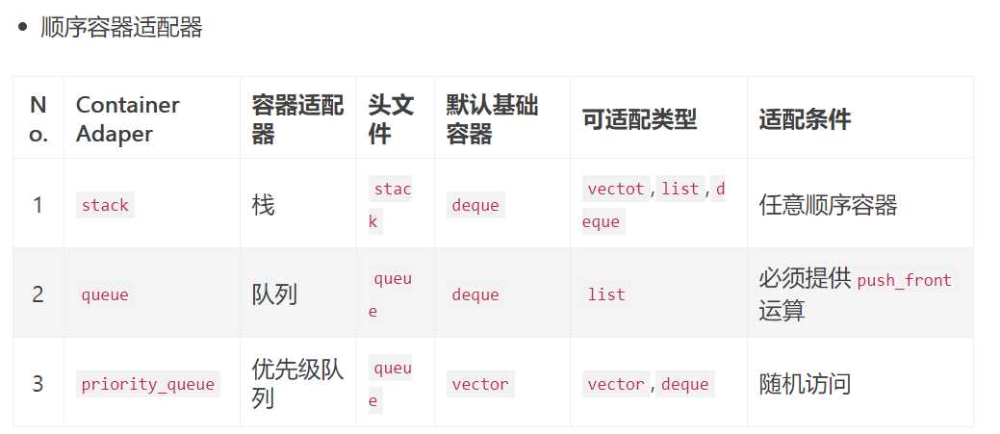 顺序容器适配器
No. Container Adaper 容器适配器 头文件 默认基础容器 可适配类型 适配条件
1 stack 栈 stack deque vectot,list,deque 任意顺序容器
2 queue 队列 queue deque list 必须提供 push_front 运算
3 priority_queue 优先级队列 queue vector vector,deque 随机访问